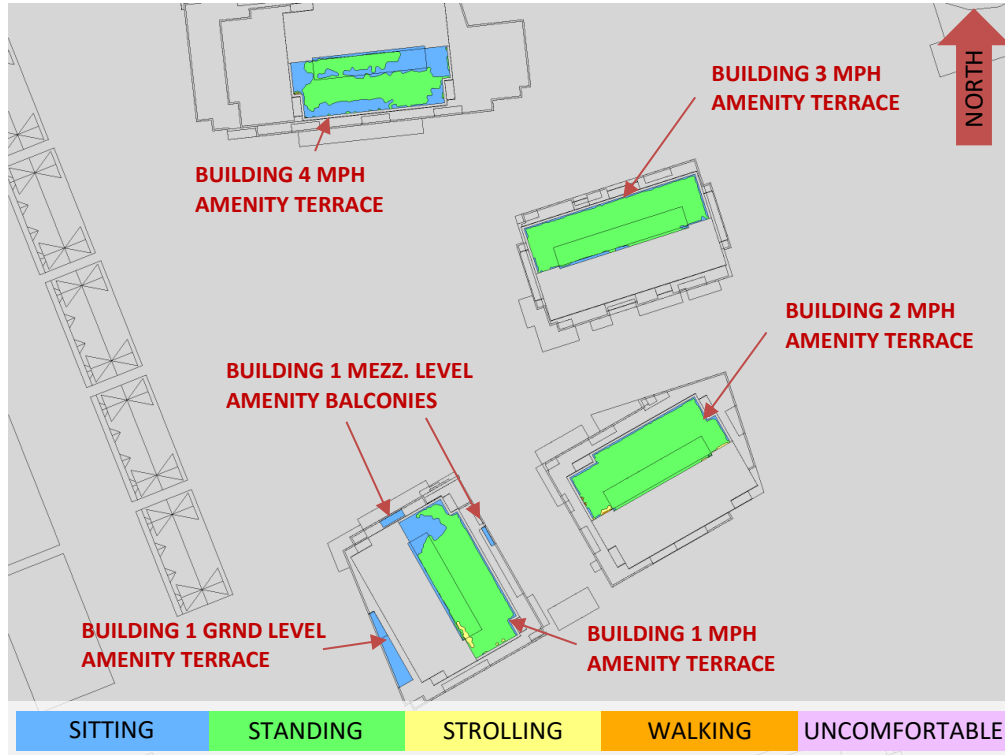 NORTH
BUILDING 3 MPH
AMENITY TERRACE
BUILDING 4 MPH
AMENITY TERRACE
BUILDING 2 MPH
AMENITY TERRACE
BUILDING 1 MEZZ. LEVEL
AMENITY BALCONIES
BUILDING 1 GRND LEVEL
AMENITY TERRACE
BUILDING 1 MPH
AMENITY TERRACE
SITTING
STANDING
STROLLING
WALKING
UNCOMFORTABLE